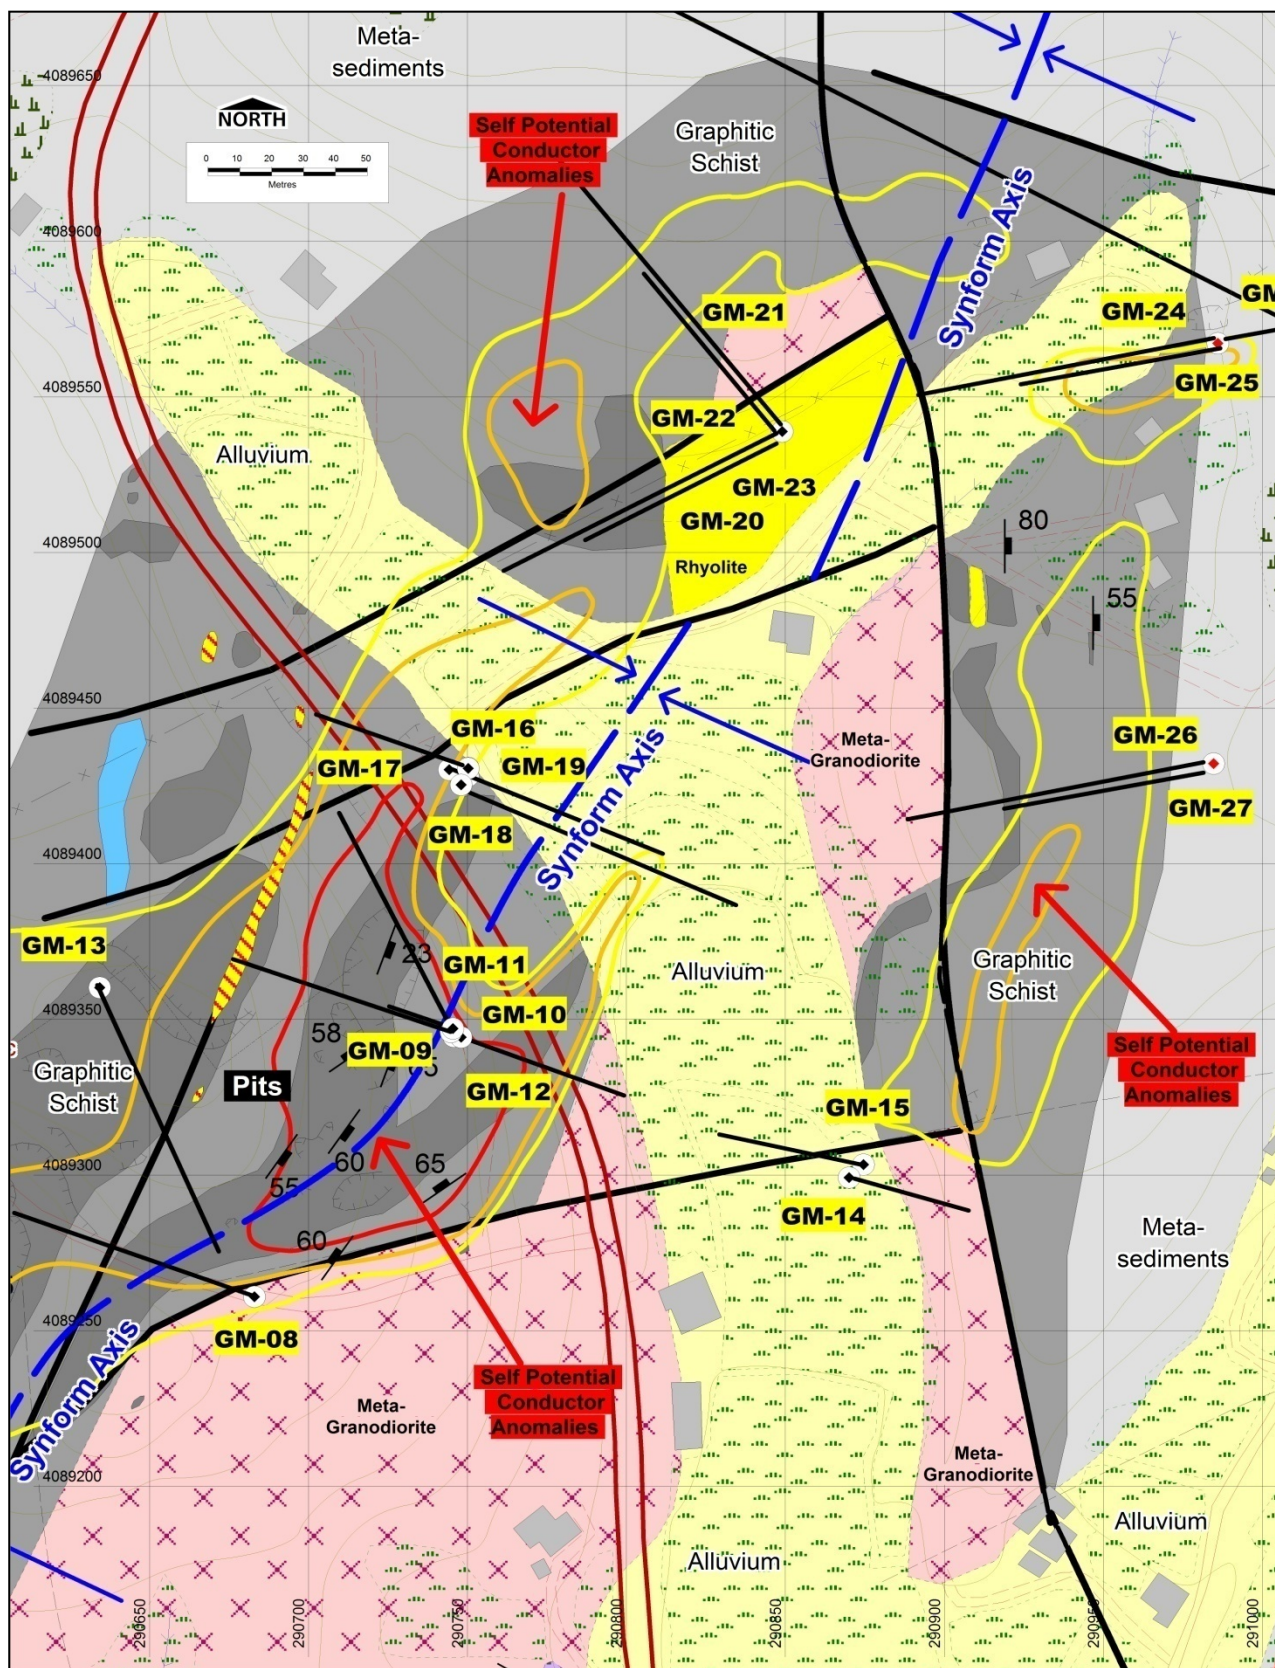 Meta-
sediments
4089650
NORTH
0 10 20 30 40 50
Metres
Self Potential
Conductor
Anomalies
Graphitic
Schist
Synform Axis
4089600
GM-21
GM-24
GM
GM-25
4089550
GM-22
Alluvium
GM-23
GM-20
80
4089500
Rhyolite
55
4089450
GM-16
GM-17
GM-19
Meta-
Granodiorite
GM-26
GM-18
GM-27
Synform Axis
4089400
GM-13
23
GM-11
Alluvium
Graphitic
Schist
GM-10
4089350
58
GM-09
Self Potential
Conductor
Anomalies
Graphitic
Schist
Pits
GM-12
GM-15
4089300
60
65
55
GM-14
60
Meta-
sediments
4089250
GM-08
Synform Axis
Self Potential
Conductor
Anomalies
Meta-
Granodiorite
Meta-
Granodiorite
4089200
Alluvium
Alluvium
290650
290700
290750
290800
290850
290900
290950
291000